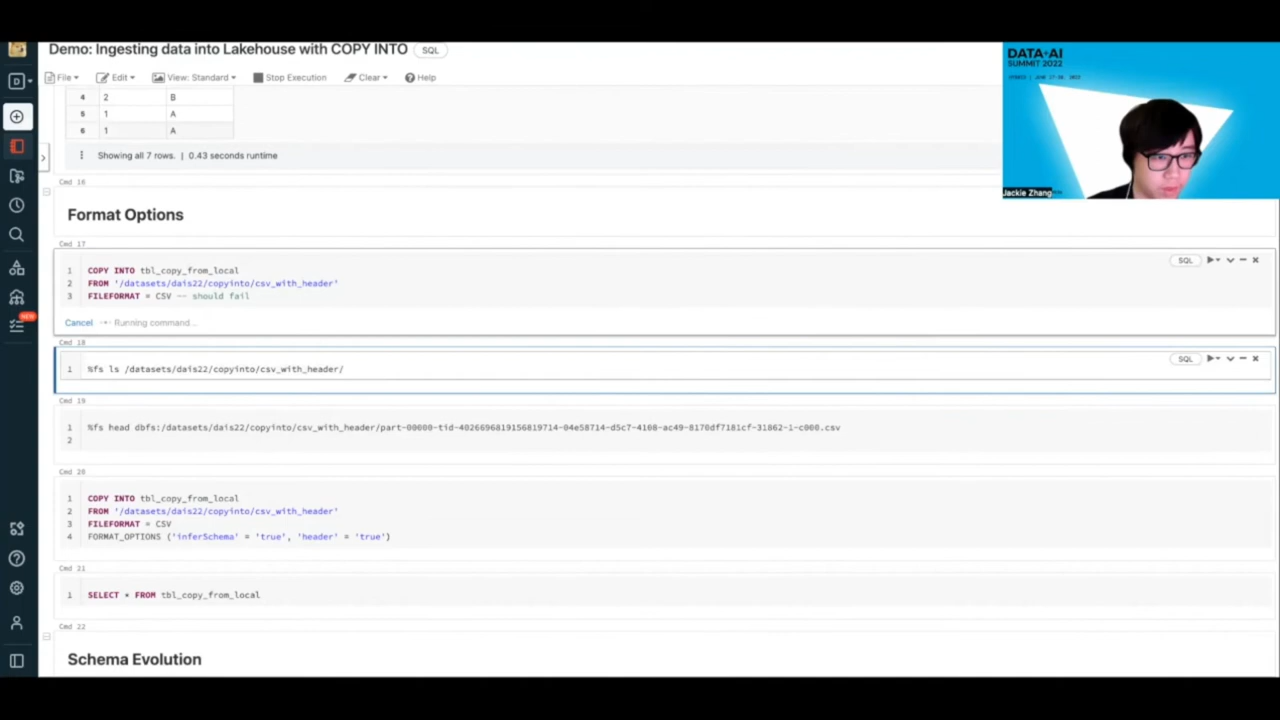 Demo: Ingesting data into Lakehouse with COPY INTO SQL
D File Edit View: Standard Stop Execution Clear Help
4 2 B
5 1 A
6 1 A
Showing all 7 rows. | 0.43 seconds runtime
DATA+AI
SUMMIT 2022
Jackie Zhang
Cmd 16
Format Options
Cmd 17
SQL
1 COPY INTO tbl_copy_from_local
2 FROM '/datasets/dais22/copyinto/csv_with_header'
3 FILEFORMAT = CSV -- should fail
Cancel Running command...
NEW
Cmd 18
SQL
1 %fs ls /datasets/dais22/copyinto/csv_with_header/
Cmd 19
1 %fs head dbfs:/datasets/dais22/copyinto/csv_with_header/part-00000-tid-4026696819156819714-04e58714-d5c7-4108-ac49-8170df7181cf-31862-1-c000.csv
2
Cmd 20
1 COPY INTO tbl_copy_from_local
2 FROM '/datasets/dais22/copyinto/csv_with_header'
3 FILEFORMAT = CSV
4 FORMAT_OPTIONS ('inferSchema' = 'true', 'header' = 'true')
Cmd 21
1 SELECT * FROM tbl_copy_from_local
Cmd 22
Schema Evolution